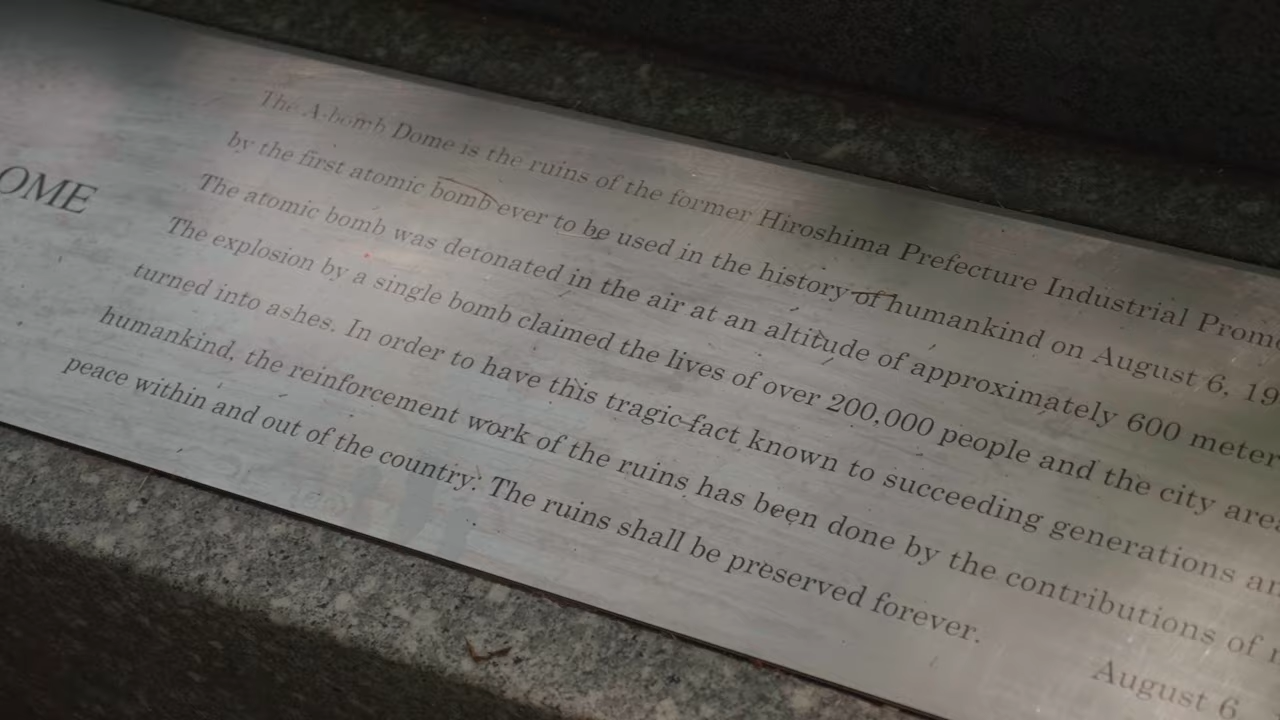 OME
The A-bomb Dome is the ruins of the former Hiroshima Prefecture Industrial Promo
by the first atomic bomb ever to be used in the history of humankind on August 6, 19
The atomic bomb was detonated in the air at an altitude of approximately 600 meter
The explosion by a single bomb claimed the lives of over 200,000 people and the city are
turned into ashes. In order to have this tragic fact known to succeeding generations an
humankind, the reinforcement work of the ruins has been done by the contributions of
peace within and out of the country. The ruins shall be preserved forever.
August 6